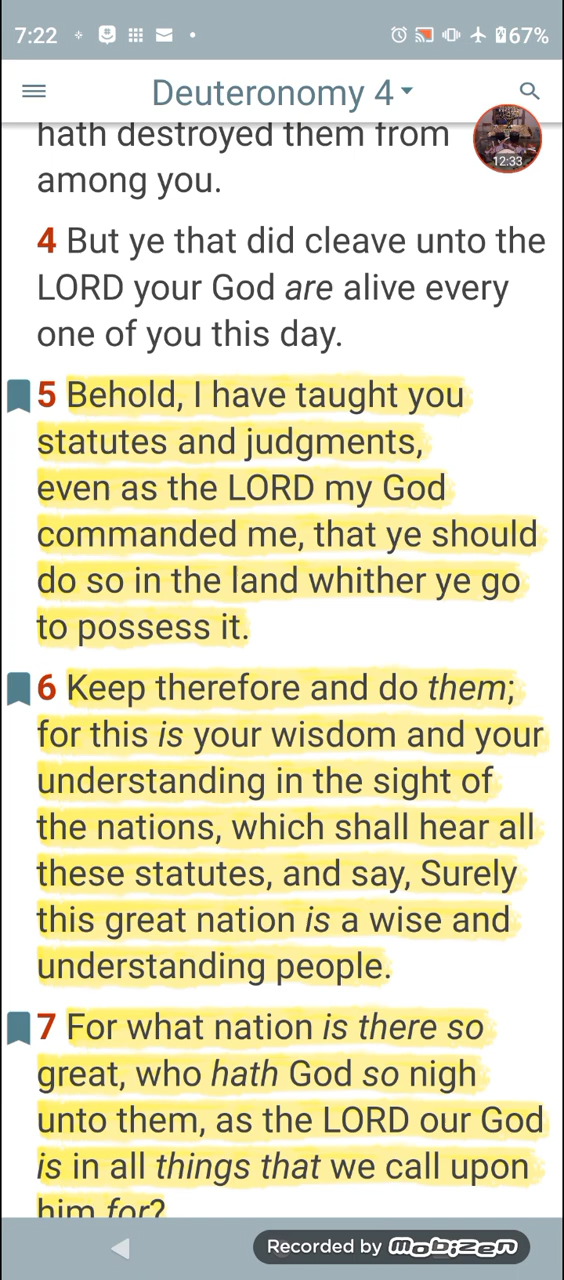 7:22
67%
Deuteronomy 4
hath destroyed them from
12:33
among you.
4 But ye that did cleave unto the
LORD your God are alive every
one of you this day.
5 Behold, I have taught you
statutes and judgments,
even as the LORD my God
commanded me, that ye should
do so in the land whither ye go
to possess it.
6 Keep therefore and do them;
for this is your wisdom and your
understanding in the sight of
the nations, which shall hear all
these statutes, and say, Surely
this great nation is a wise and
understanding people.
7 For what nation is there so
great, who hath God so nigh
unto them, as the LORD our God
is in all things that we call upon
him for?
Recorded by Mobizen